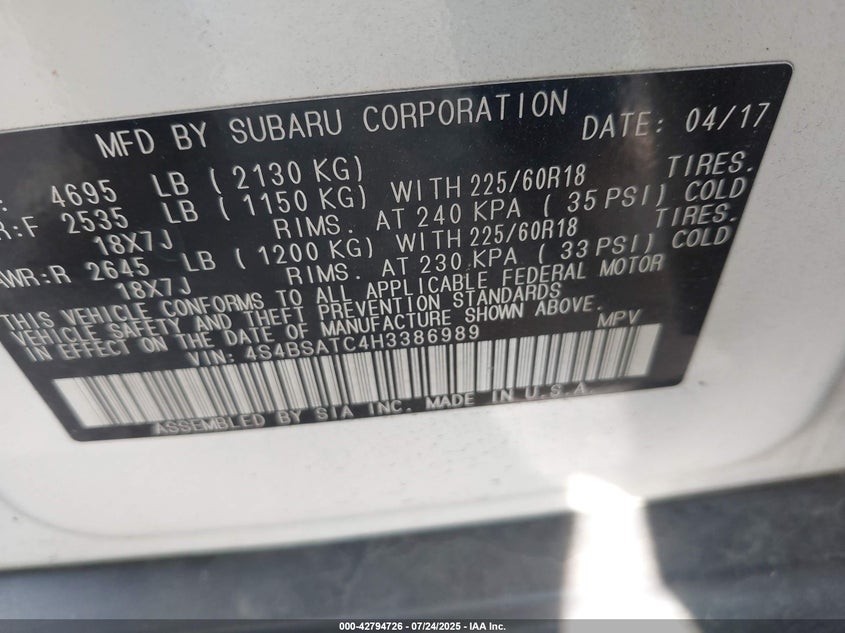 MFD BY SUBARU CORPORATION DATE: 04/17
: 4695 LB ( 2130 KG)
R:F 2535 LB ( 1150 KG) WITH 225/60R18 TIRES.
18X7J RIMS. AT 240 KPA ( 35 PSI) COLD
AWR:R 2645 LB ( 1200 KG) WITH 225/60R18 TIRES.
18X7J RIMS. AT 230 KPA ( 33 PSI) COLD
THIS VEHICLE CONFORMS TO ALL APPLICABLE FEDERAL MOTOR
VEHICLE SAFETY AND THEFT PREVENTION STANDARDS
IN EFFECT ON THE DATE OF MANUFACTURE SHOWN ABOVE.
VIN: 4S4BSATC4H3386989 MPV
ASSEMBLED BY SIA INC. MADE IN U.S.A.
000-42794726 - 07/24/2025 - IAA Inc.